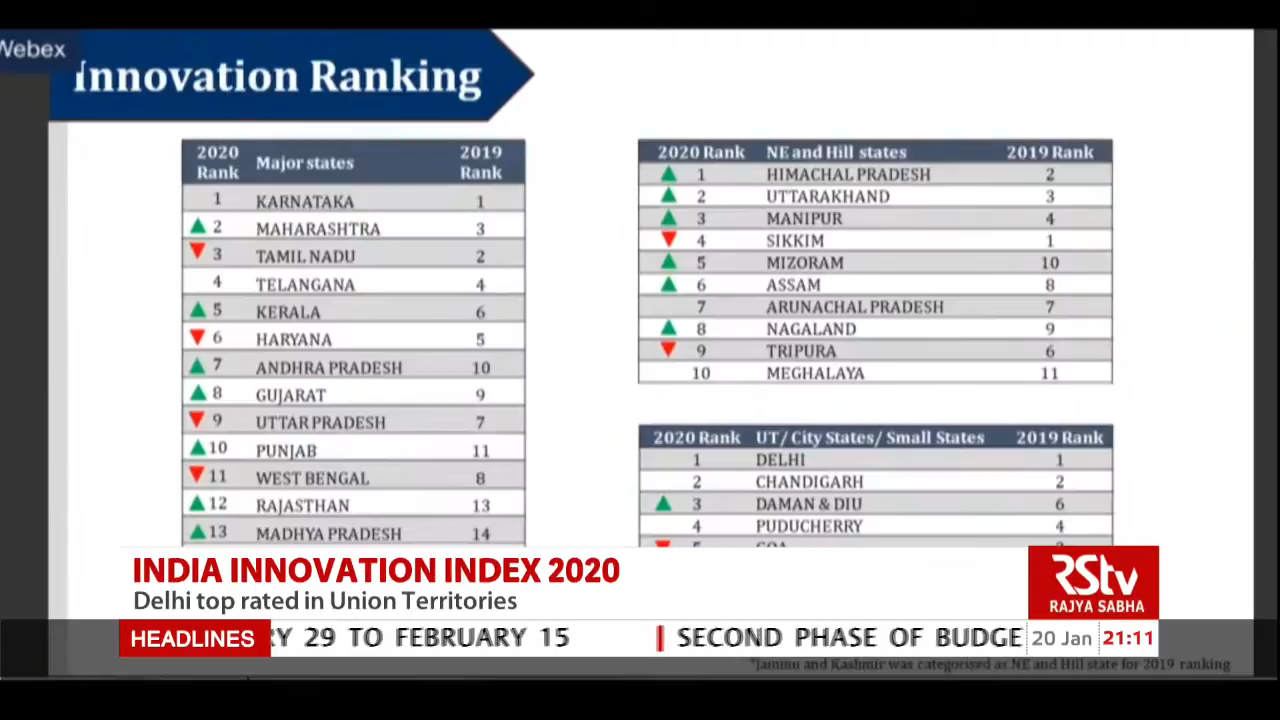 Webex
Innovation Ranking
2020 Rank Major states 2019 Rank
1 KARNATAKA 1
2 MAHARASHTRA 3
3 TAMIL NADU 2
4 TELANGANA 4
5 KERALA 6
6 HARYANA 5
7 ANDHRA PRADESH 10
8 GUJARAT 9
9 UTTAR PRADESH 7
10 PUNJAB 11
11 WEST BENGAL 8
12 RAJASTHAN 13
13 MADHYA PRADESH 14
2020 Rank NE and Hill states 2019 Rank
1 HIMACHAL PRADESH 2
2 UTTARAKHAND 3
3 MANIPUR 4
4 SIKKIM 1
5 MIZORAM 10
6 ASSAM 8
7 ARUNACHAL PRADESH 7
8 NAGALAND 9
9 TRIPURA 6
10 MEGHALAYA 11
2020 Rank UT/ City States/ Small States 2019 Rank
1 DELHI 1
2 CHANDIGARH 2
3 DAMAN & DIU 6
4 PUDUCHERRY 4
INDIA INNOVATION INDEX 2020
Delhi top rated in Union Territories
RStv
RAJYA SABHA
HEADLINES RY 29 TO FEBRUARY 15 SECOND PHASE OF BUDGE 20 Jan 21:11
*Jammu and Kashmir was categorised as NE and Hill state for 2019 ranking